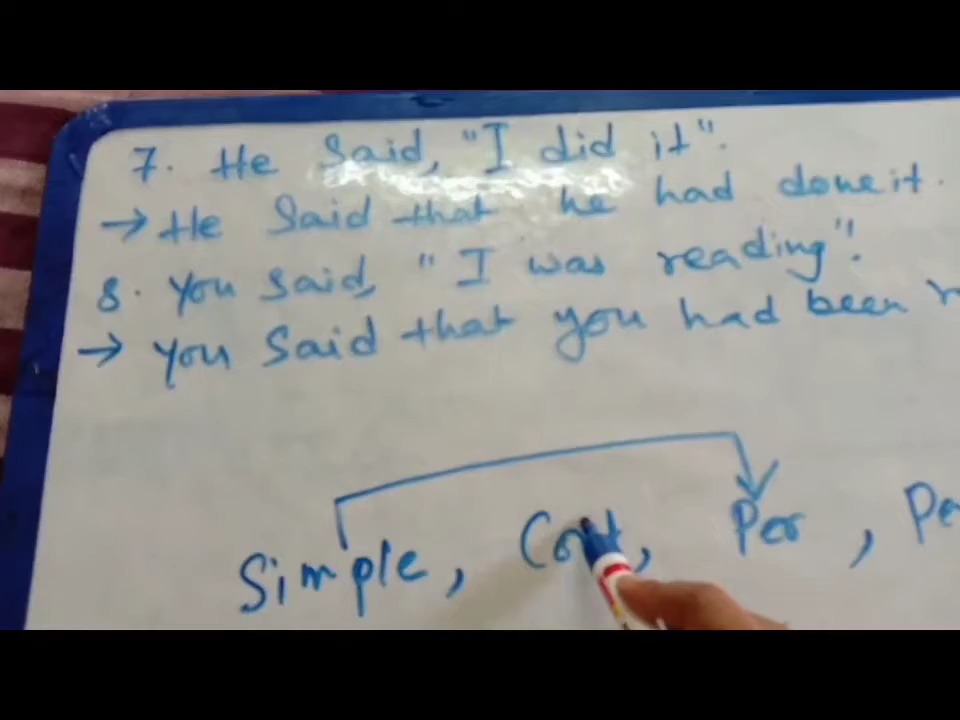 7. He Said, "I did it".
→ He Said that he had done it.
8. You Said, "I was reading".
→ You Said that you had been
Simple, Cont, Per, Pe